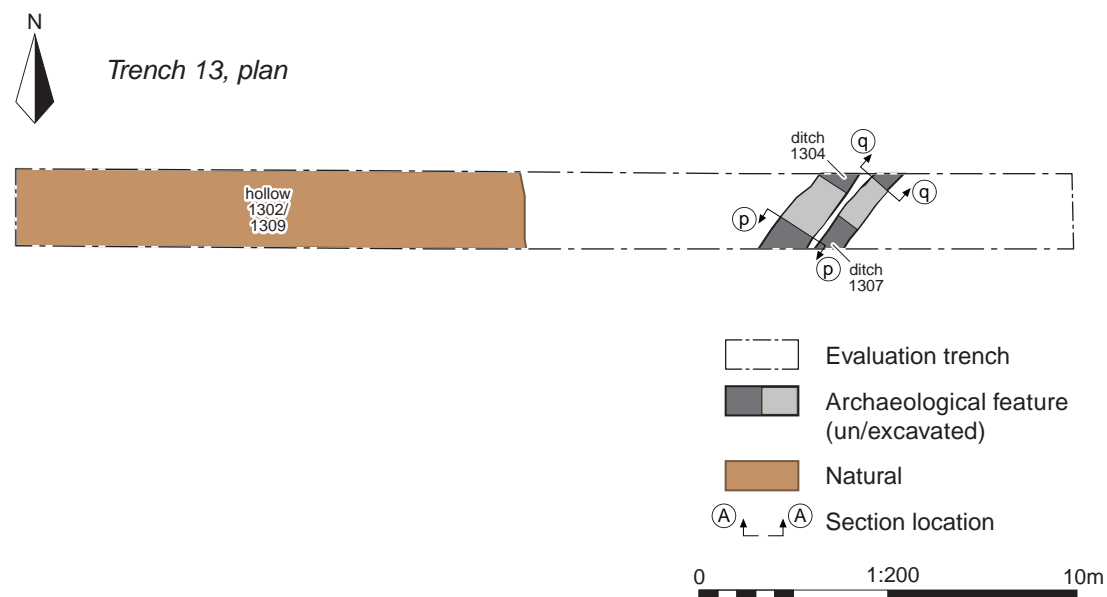 N
Trench 13, plan
ditch
1304
q
hollow
1302/
1309
q
p
p
ditch
1307
Evaluation trench
Archaeological feature
(un/excavated)
Natural
A A Section location
0 1:200 10m